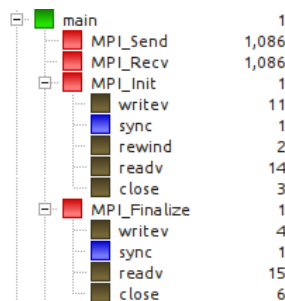 main 1
MPI_Send 1,086
MPI_Recv 1,086
MPI_Init 1
writev 11
sync 1
rewind 2
readv 14
close 3
MPI_Finalize 1
writev 4
sync 1
readv 15
close 6